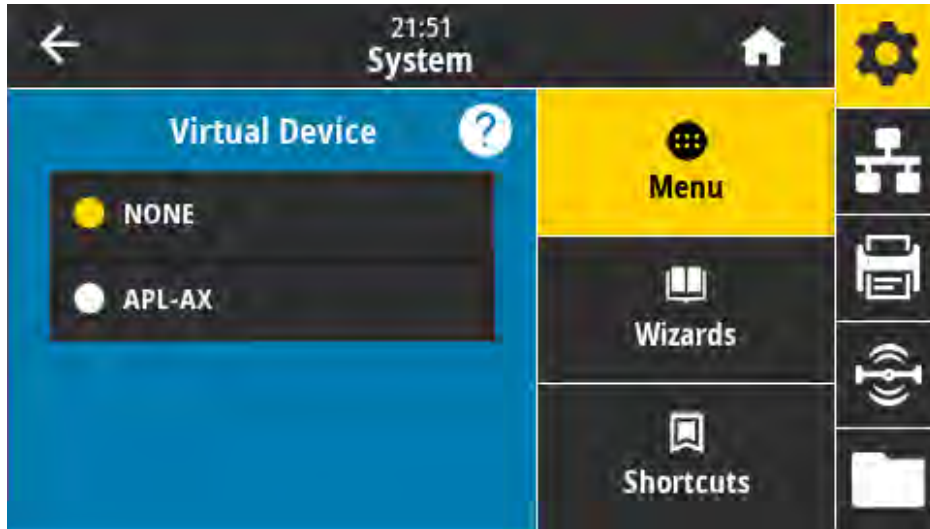 21:51
System
Virtual Device
?
NONE
APL-AX
Menu
Wizards
Shortcuts